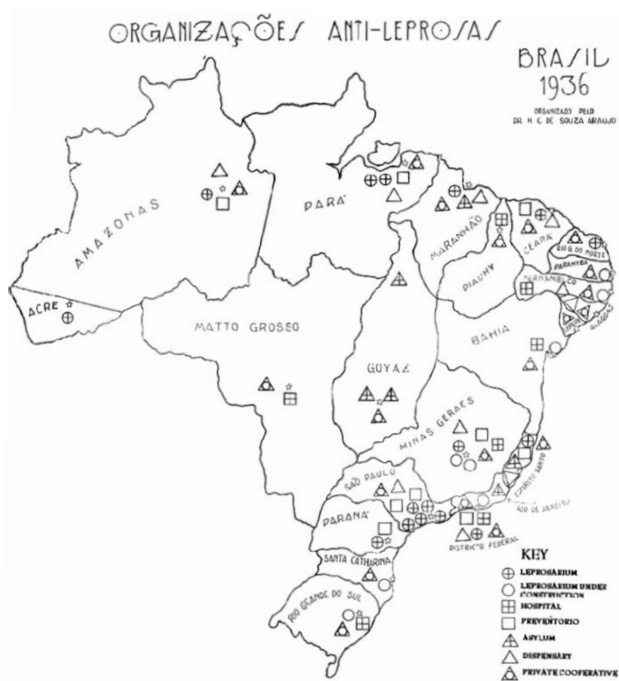 ORGANIZAÇÕES ANTI-LEPROSAS
BRASIL
1936
ORGANIZADO PELO
DR. H. C. DE SOUZA ARAUJO
AMAZONAS
PARÁ
MARANHÃO
CEARÁ
RIO G. DO NORTE
PARAHYBA
PERNAMBUCO
ALAGOAS
PIAUHY
ACRE
MATTO GROSSO
GOYAZ
BAHIA
MINAS GERAES
ESPIRITO SANTO
SÃO PAULO
RIO DE JANEIRO
PARANÁ
DISTRICTO FEDERAL
SANTA CATHARINA
RIO GRANDE DO SUL
KEY
LEPROSARIUM
LEPROSARIUM UNDER
CONSTRUCTION
HOSPITAL
PREVENTORIO
ASYLUM
DISPENSARY
PRIVATE COOPERATIVE